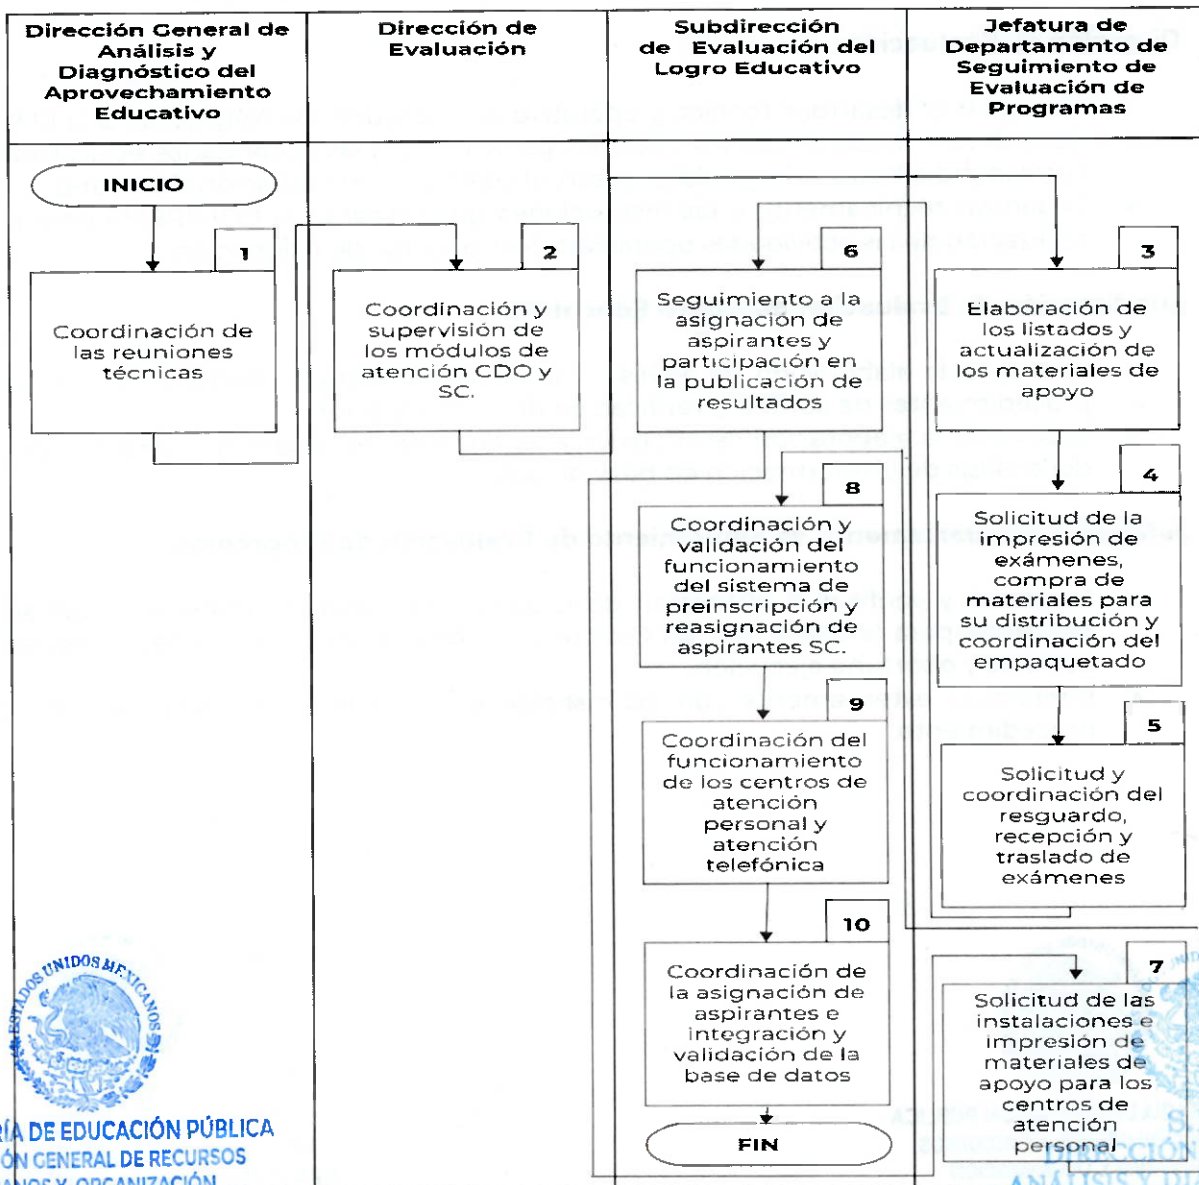 Dirección General de
Análisis y
Diagnóstico del
Aprovechamiento
Educativo
Dirección de
Evaluación
Subdirección
de Evaluación del
Logro Educativo
Jefatura de
Departamento de
Seguimiento de
Evaluación de
Programas
INICIO
1
Coordinación de
las reuniones
técnicas
2
Coordinación y
supervisión de
los módulos de
atención CDO y
SC.
6
Seguimiento a la
asignación de
aspirantes y
participación en
la publicación de
resultados
3
Elaboración de
los listados y
actualización de
los materiales de
apoyo
8
Coordinación y
validación del
funcionamiento
del sistema de
preinscripción y
reasignación de
aspirantes SC.
4
Solicitud de la
impresión de
exámenes,
compra de
materiales para
su distribución y
coordinación del
empaquetado
9
Coordinación del
funcionamiento
de los centros de
atención
personal y
atención
telefónica
5
Solicitud y
coordinación del
resguardo,
recepción y
traslado de
exámenes
10
Coordinación de
la asignación de
aspirantes e
integración y
validación de la
base de datos
7
Solicitud de las
instalaciones e
impresión de
materiales de
apoyo para los
centros de
atención
personal
FIN
ESTADOS UNIDOS MEXICANOS
ÍA DE EDUCACIÓN PÚBLICA
ÓN GENERAL DE RECURSOS
ANOS Y ORGANIZACIÓN
S.
DIRECCIÓN
ANÁLISIS Y DI